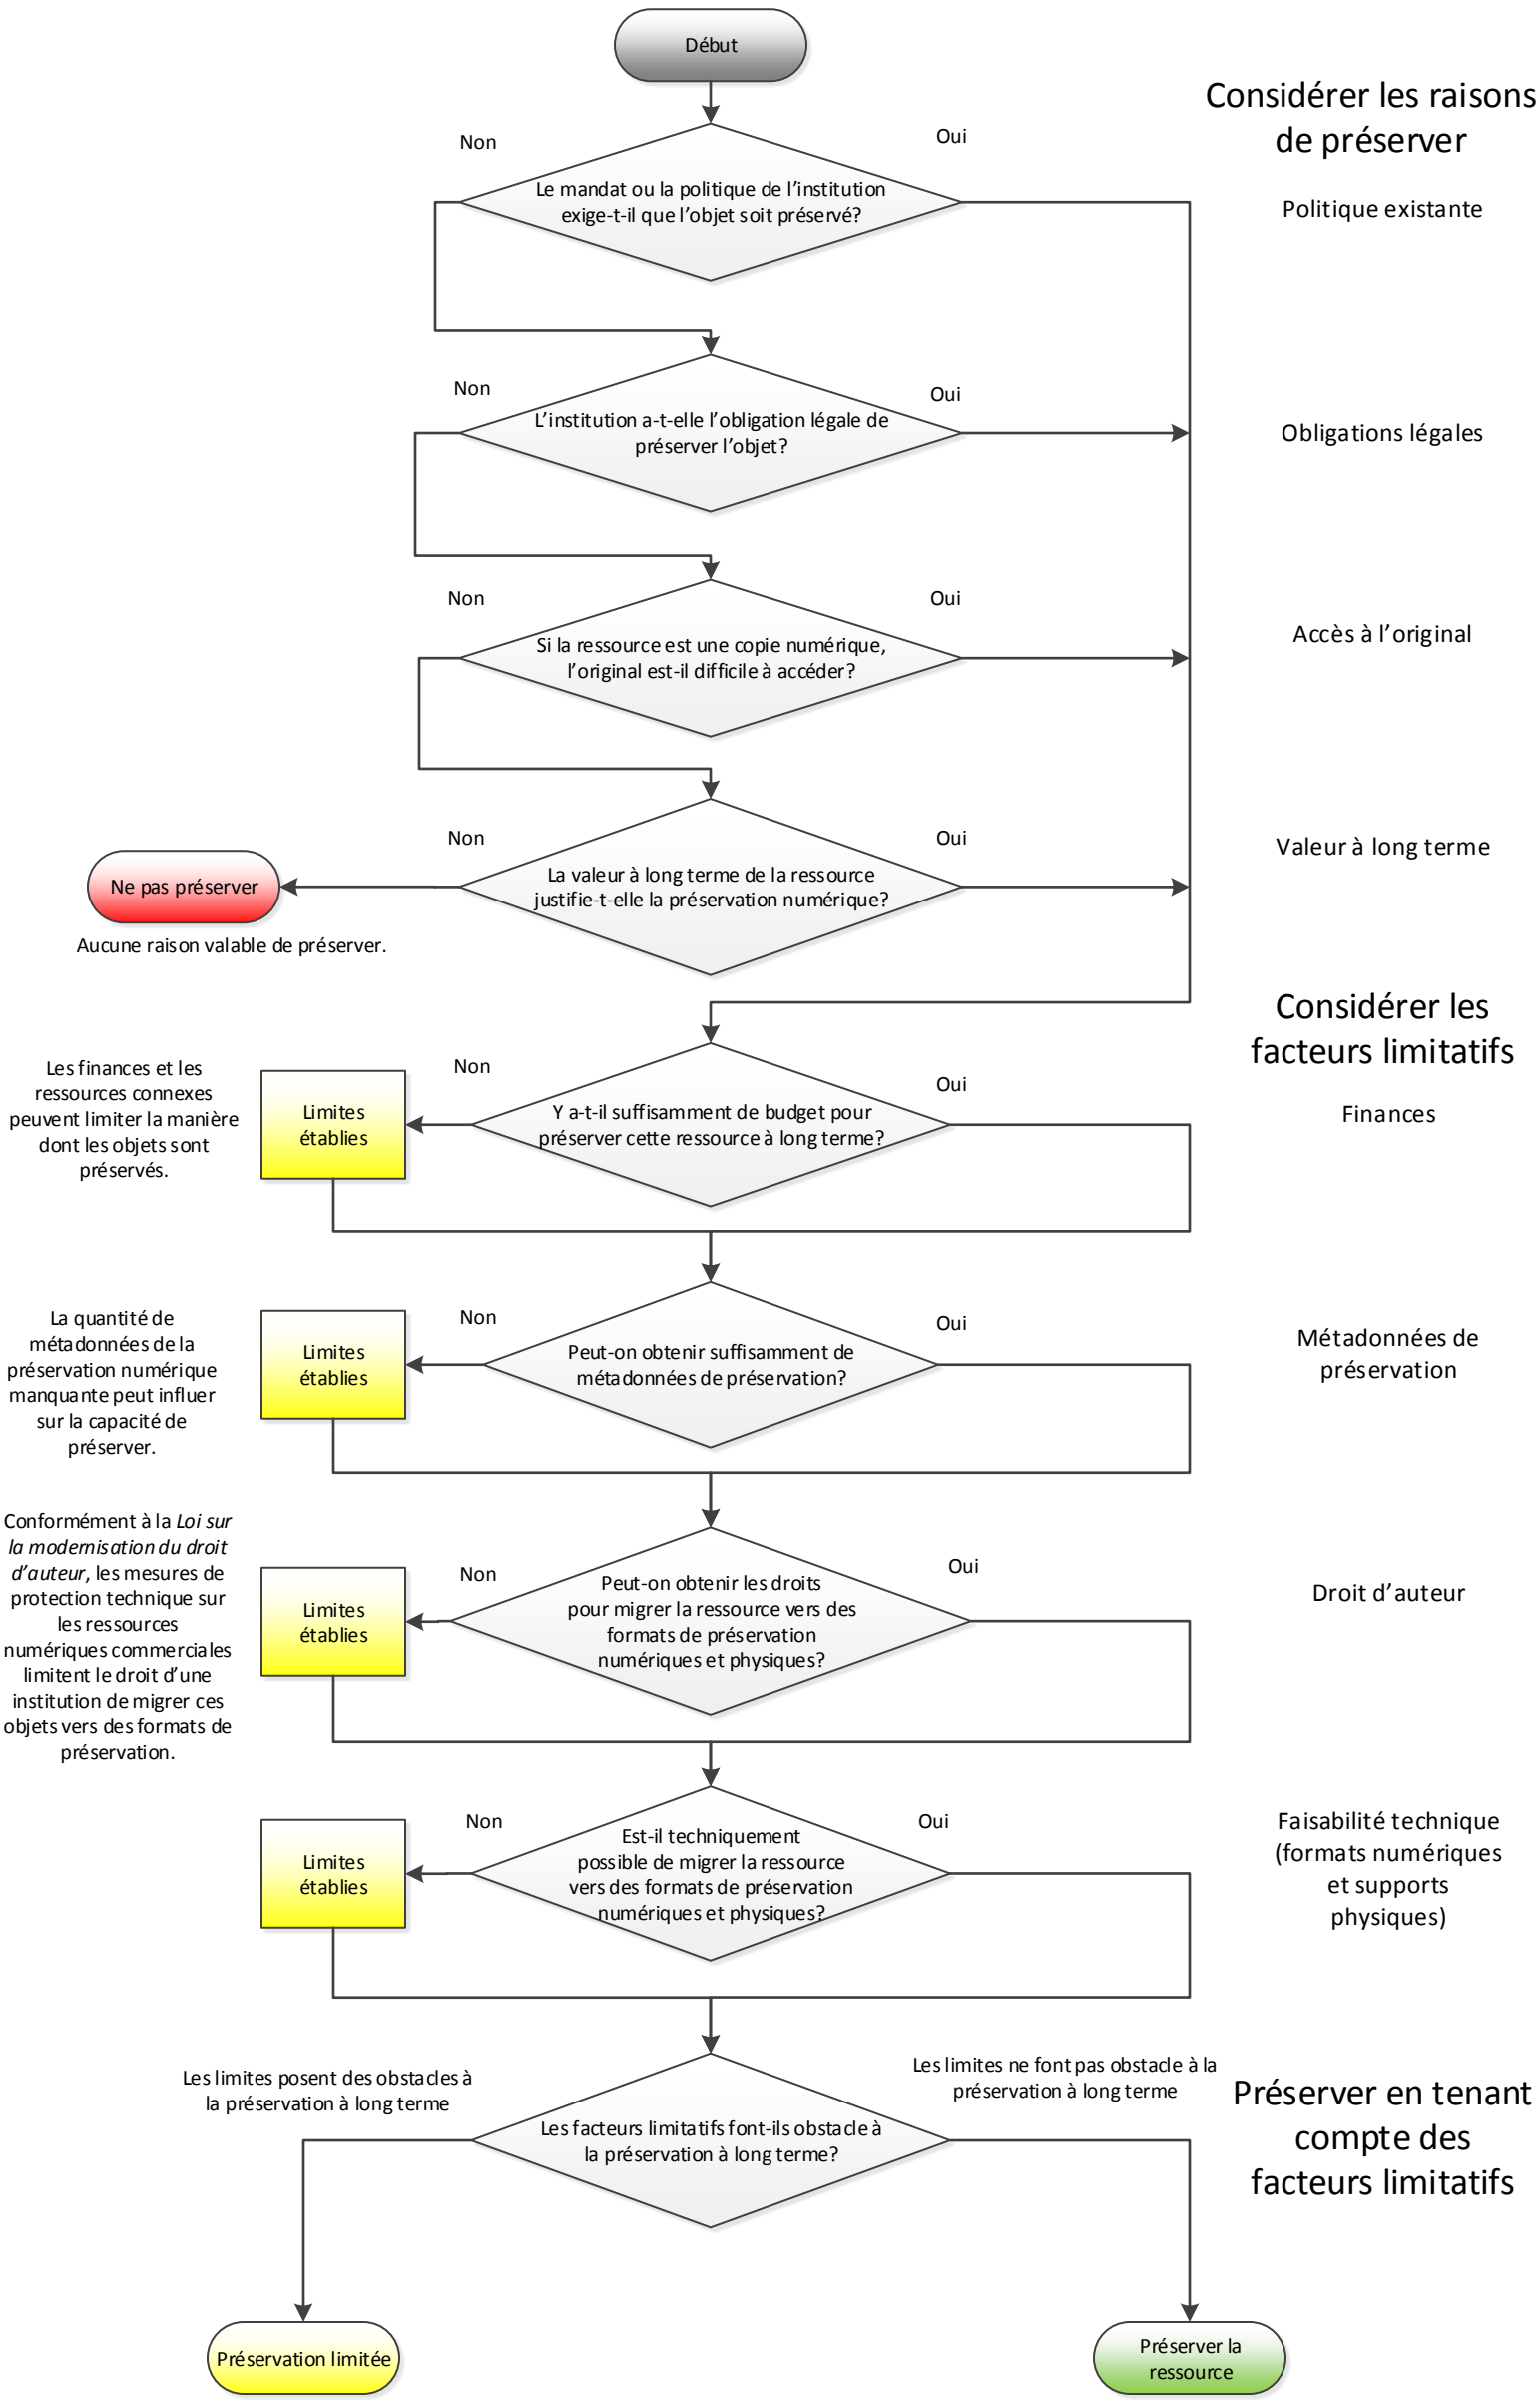 Début
Considérer les raisons
de préserver
Non
Oui
Le mandat ou la politique de l'institution
exige-t-il que l'objet soit préservé?
Politique existante
Non
Oui
L'institution a-t-elle l'obligation légale de
préserver l'objet?
Obligations légales
Non
Oui
Si la ressource est une copie numérique,
l'original est-il difficile à accéder?
Accès à l'original
Non
Oui
La valeur à long terme de la ressource
justifie-t-elle la préservation numérique?
Valeur à long terme
Ne pas préserver
Aucune raison valable de préserver.
Considérer les
facteurs limitatifs
Les finances et les
ressources connexes
peuvent limiter la manière
dont les objets sont
préservés.
Limites
établies
Non
Oui
Y a-t-il suffisamment de budget pour
préserver cette ressource à long terme?
Finances
La quantité de
métadonnées de la
préservation numérique
manquante peut influer
sur la capacité de
préserver.
Limites
établies
Non
Oui
Peut-on obtenir suffisamment de
métadonnées de préservation?
Métadonnées de
préservation
Conformément à la Loi sur
la modernisation du droit
d'auteur, les mesures de
protection technique sur
les ressources
numériques commerciales
limitent le droit d'une
institution de migrer ces
objets vers des formats de
préservation.
Limites
établies
Non
Oui
Peut-on obtenir les droits
pour migrer la ressource vers des
formats de préservation
numériques et physiques?
Droit d'auteur
Limites
établies
Non
Oui
Est-il techniquement
possible de migrer la ressource
vers des formats de préservation
numériques et physiques?
Faisabilité technique
(formats numériques
et supports
physiques)
Les limites posent des obstacles à
la préservation à long terme
Les limites ne font pas obstacle à la
préservation à long terme
Les facteurs limitatifs font-ils obstacle à
la préservation à long terme?
Préserver en tenant
compte des
facteurs limitatifs
Préservation limitée
Préserver la
ressource